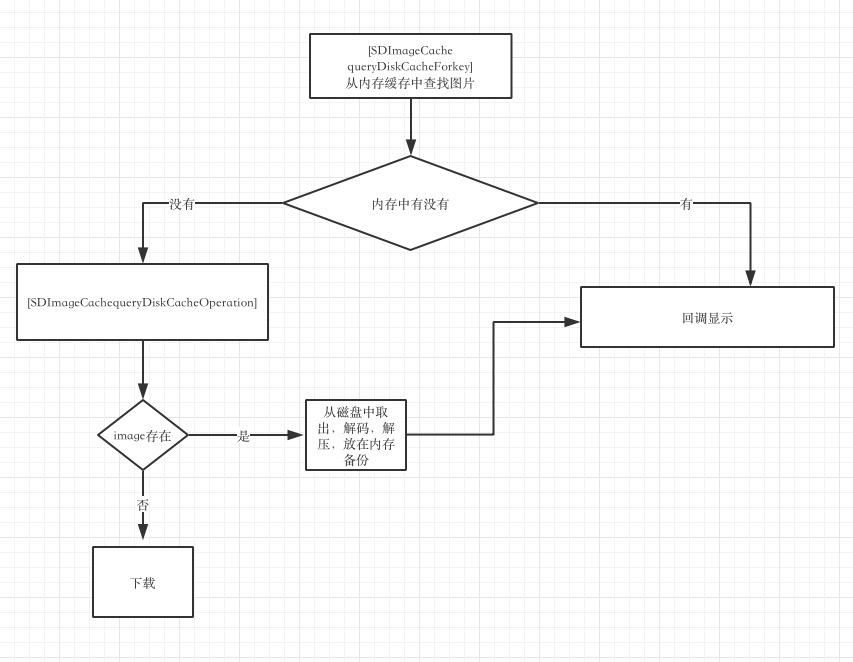 [SDImageCache
queryDiskCacheForkey]
从内存缓存中查找图片
内存中有没有
没有
有
[SDImageCachequeryDiskCacheOperation]
回调显示
image存在
是
从磁盘中取
出，解码，解
压，放在内存
备份
否
下载